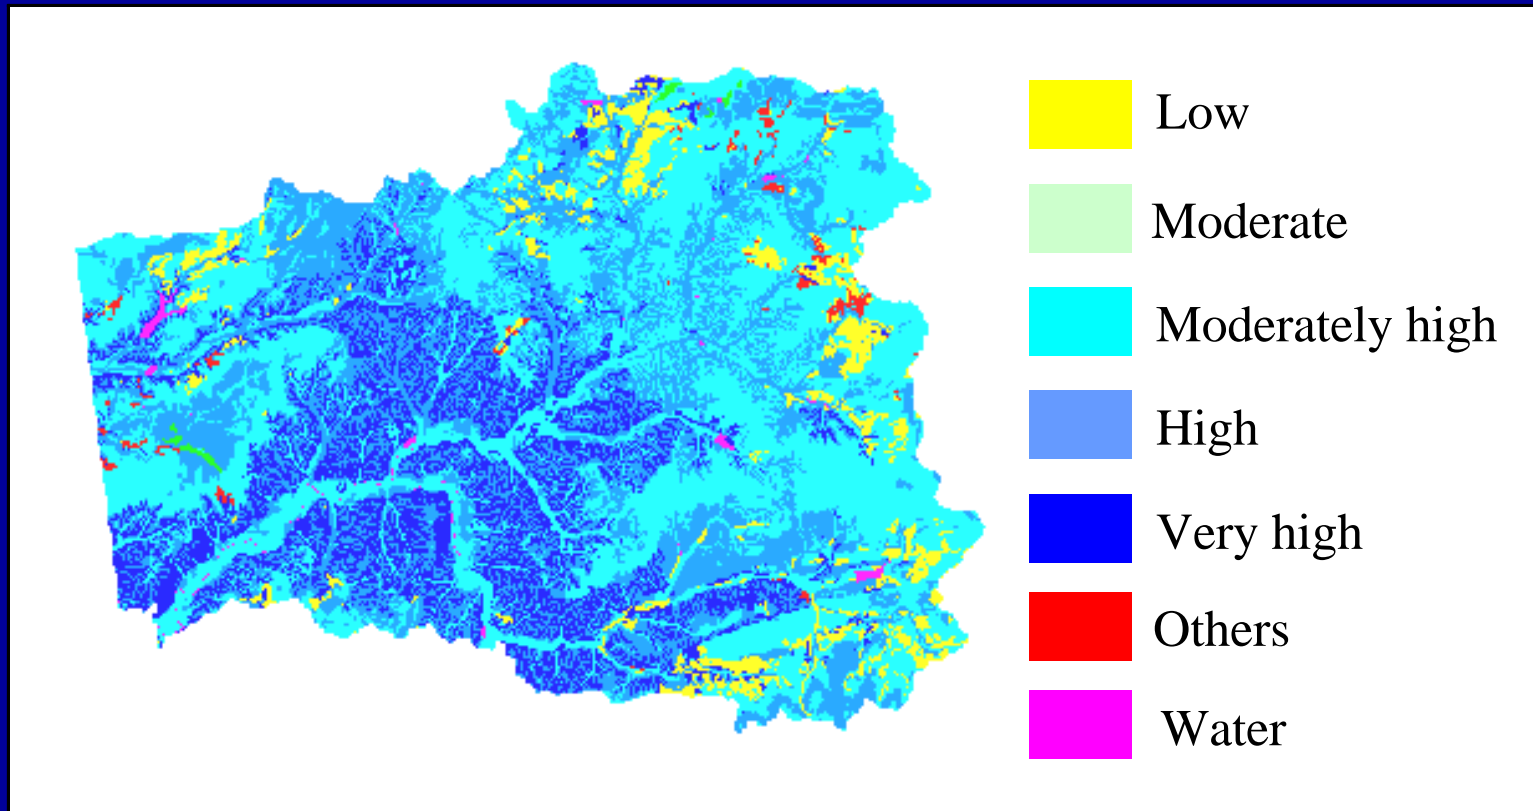 Low
Moderate
Moderately high
High
Very high
Others
Water